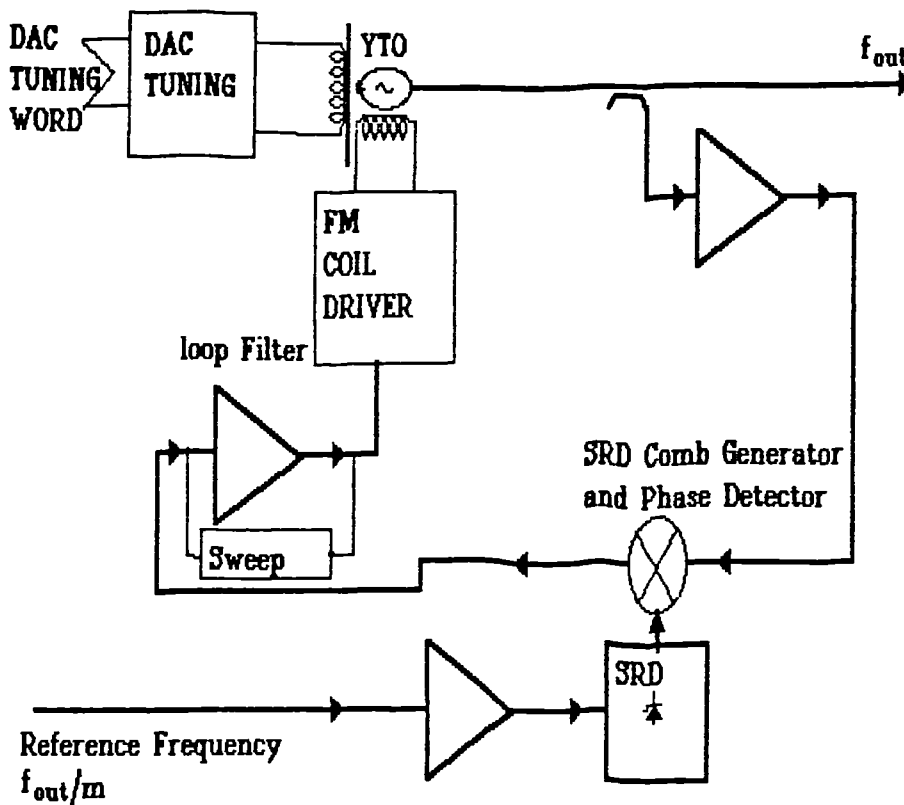 DAC
TUNING
WORD
DAC
TUNING
YTO
f_out
FM
COIL
DRIVER
loop Filter
Sweep
SRD Comb Generator
and Phase Detector
SRD
Reference Frequency
f_out/m